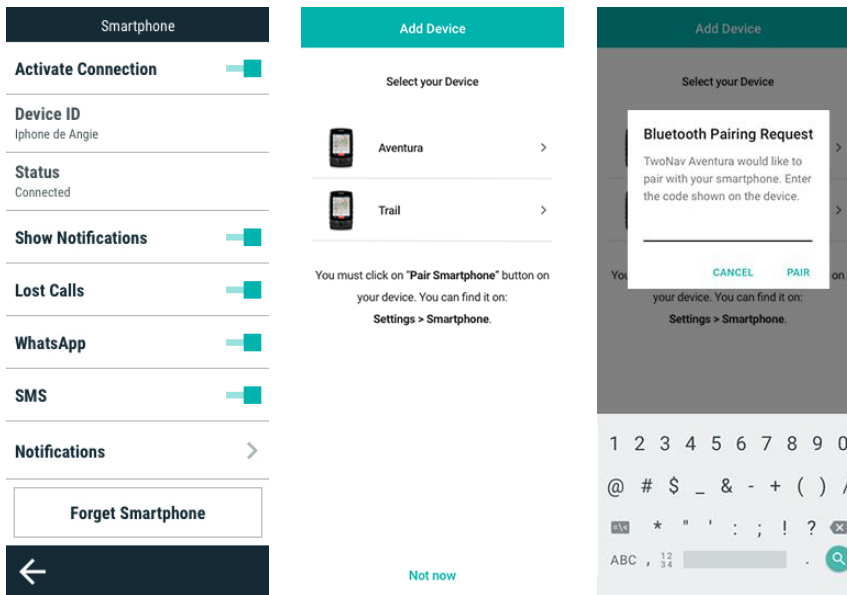 Smartphone
Activate Connection
Device ID
Iphone de Angie
Status
Connected
Show Notifications
Lost Calls
WhatsApp
SMS
Notifications
Forget Smartphone
Add Device
Select your Device
Aventura
Trail
You must click on "Pair Smartphone" button on
your device. You can find it on:
Settings > Smartphone.
Not now
Add Device
Select your Device
Bluetooth Pairing Request
TwoNav Aventura would like to
pair with your smartphone. Enter
the code shown on the device.
CANCEL PAIR
You on
your device. You can find it on:
Settings > Smartphone.
1 2 3 4 5 6 7 8 9 0
@ # $ _ & - + ( ) /
=\< * " ' : ; ! ?
ABC , 12 34 .